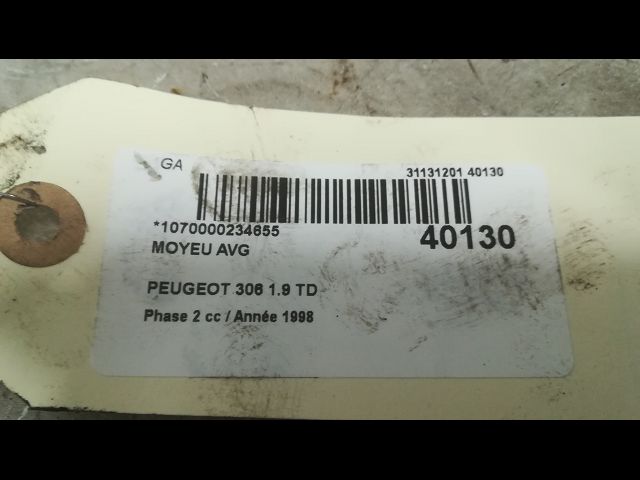 GA
31131201 40130
*1070000234655
40130
MOYEU AVG
PEUGEOT 306 1.9 TD
Phase 2 cc / Année 1998